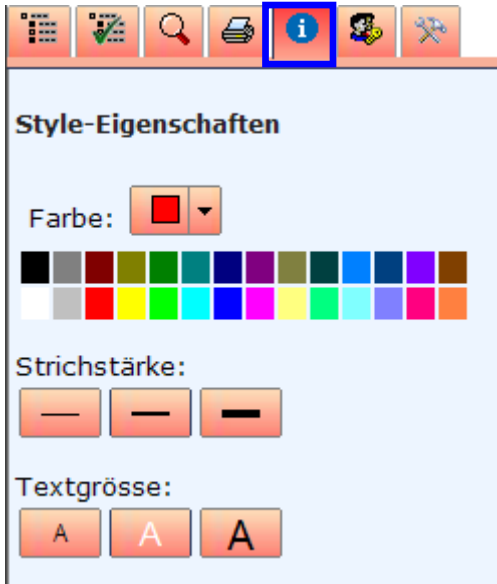 i
Style-Eigenschaften
Farbe:
Strichstärke:
Textgrösse:
A A A